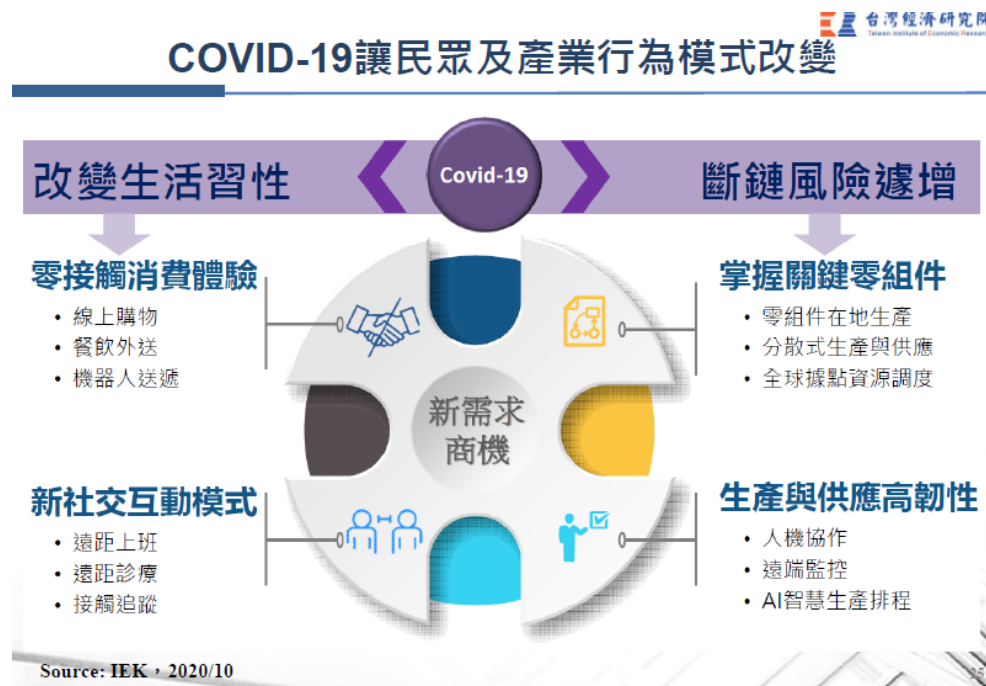 台灣經濟研究院
Taiwan Institute of Economic Research
COVID-19讓民眾及產業行為模式改變
改變生活習性
Covid-19
斷鏈風險遽增
零接觸消費體驗
• 線上購物
• 餐飲外送
• 機器人送遞
掌握關鍵零組件
• 零組件在地生產
• 分散式生產與供應
• 全球據點資源調度
新需求
商機
新社交互動模式
• 遠距上班
• 遠距診療
• 接觸追蹤
生產與供應高韌性
• 人機協作
• 遠端監控
• AI智慧生產排程
Source: IEK，2020/10
25